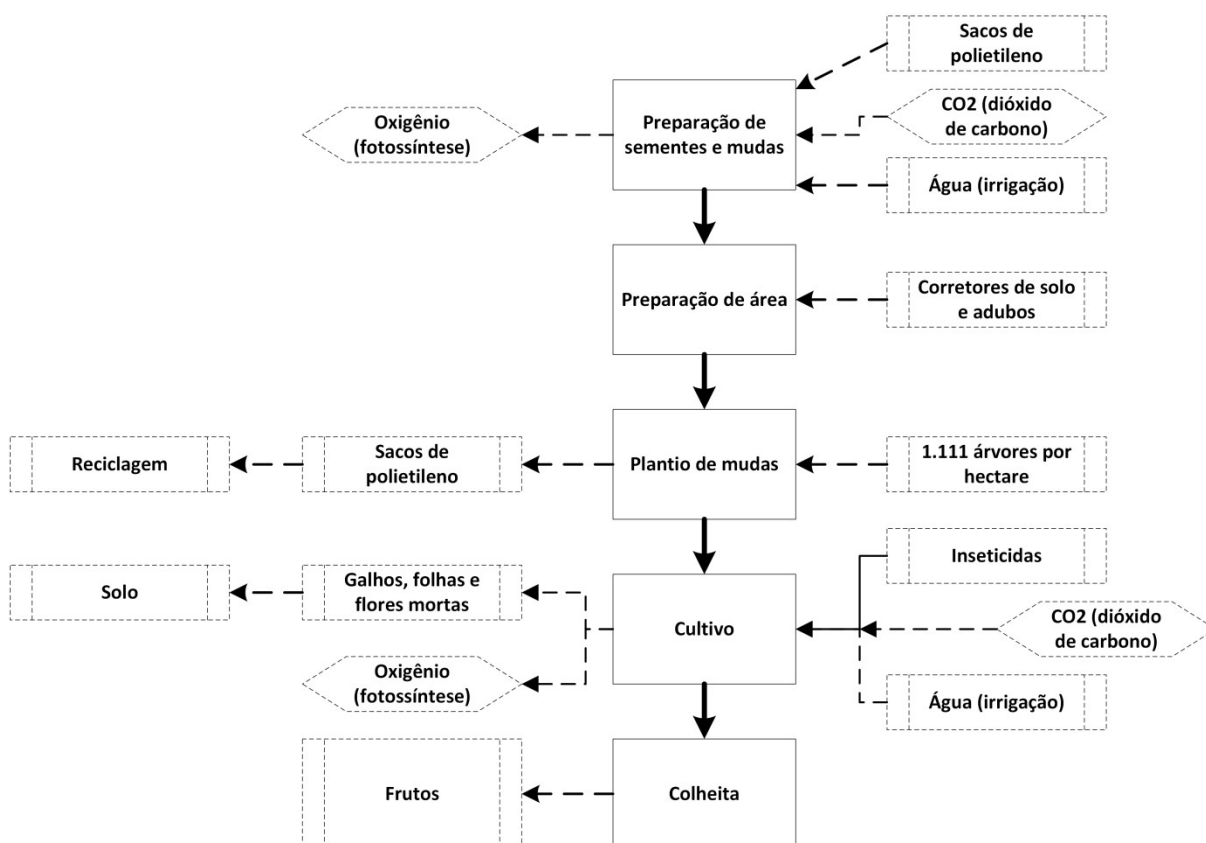 Sacos de
polietileno
Oxigênio
(fotossíntese)
Preparação de
sementes e mudas
CO2 (dióxido
de carbono)
Água (irrigação)
Preparação de área
Corretores de solo
e adubos
Reciclagem
Sacos de
polietileno
Plantio de mudas
1.111 árvores por
hectare
Inseticidas
Solo
Galhos, folhas e
flores mortas
Cultivo
CO2 (dióxido
de carbono)
Oxigênio
(fotossíntese)
Água (irrigação)
Frutos
Colheita